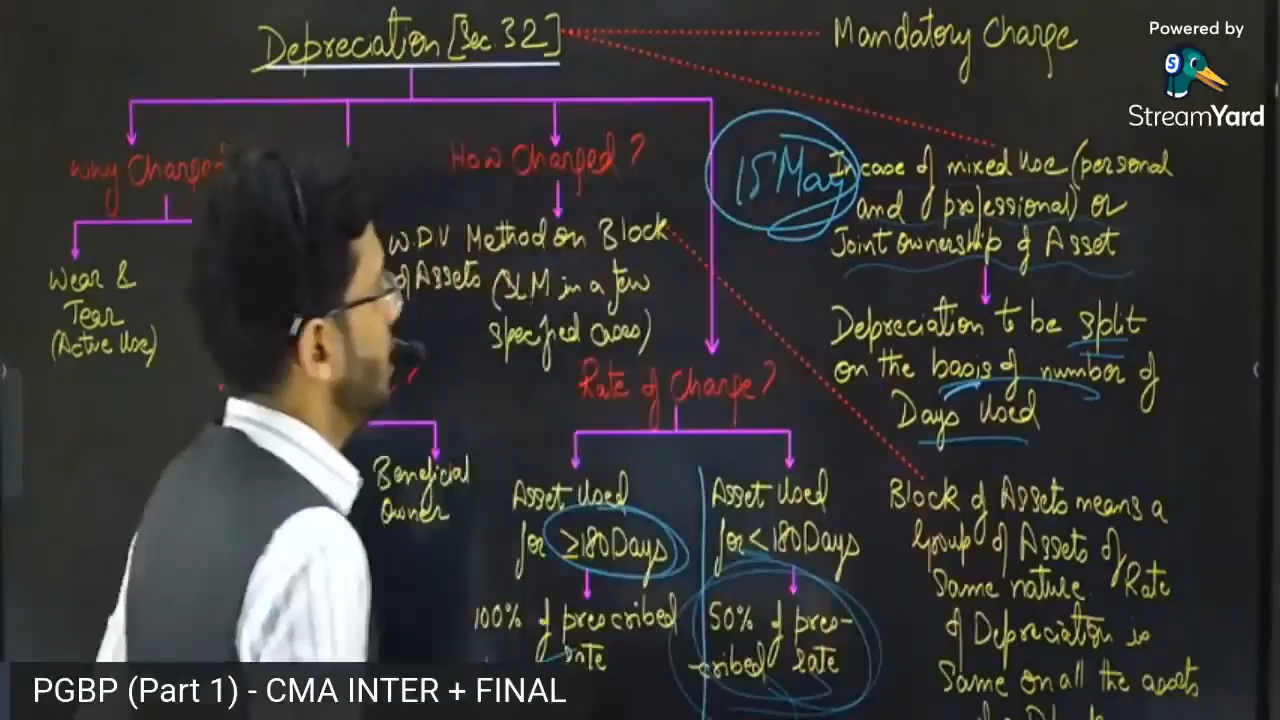 Depreciation [Sec. 32]
Mandatory Charge
Powered by
StreamYard
Why Charged
How Charged ?
15 May
In case of mixed Use (personal
and professional) or
Joint ownership of Asset
Wear &
Tear
(Active Use)
W.D.V Method on Block
of Assets (SLM in a few
specified cases)
Depreciation to be split
on the basis of number of
Days Used
?
Rate of Charge ?
Beneficial
Owner
Asset Used
for ≥180 Days
100% of prescribed
rate
Asset Used
for < 180 Days
50% of pres-
cribed rate
Block of Assets means a
Group of Assets of
Same nature. Rate
of Depreciation is
Same on all the assets
PGBP (Part 1) - CMA INTER + FINAL